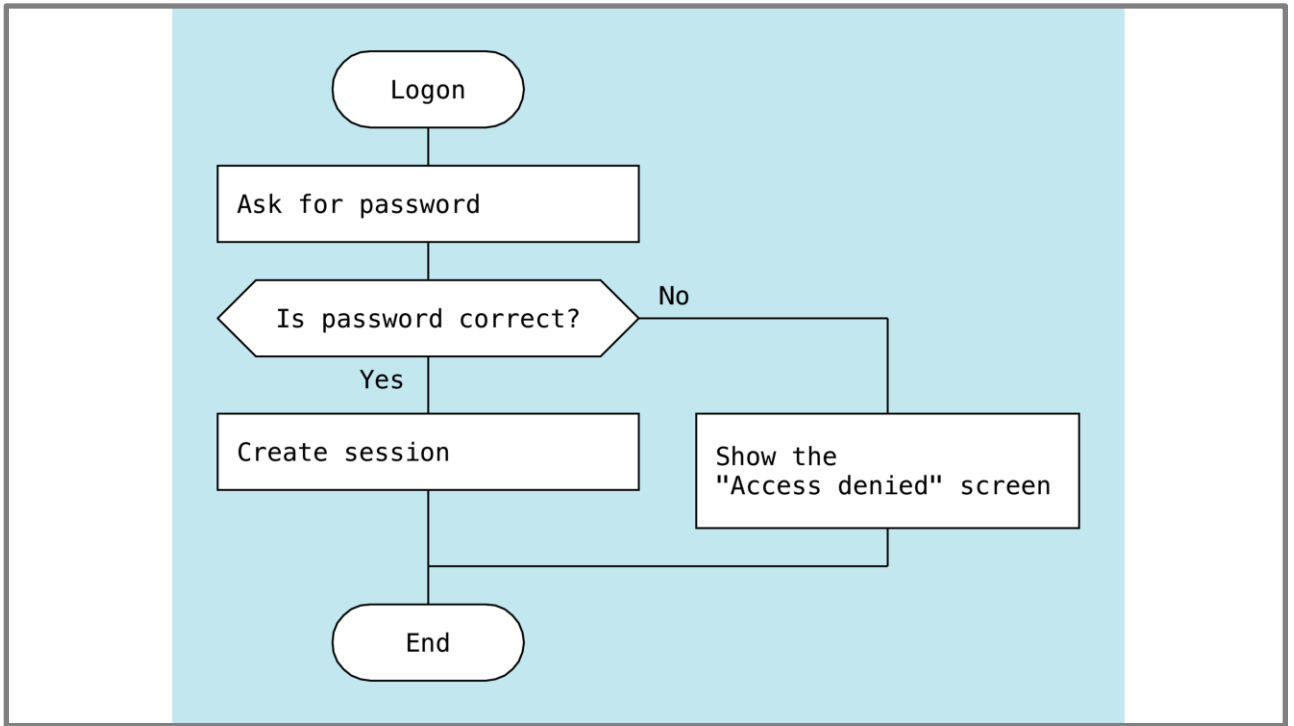 Logon
Ask for password
Is password correct?
No
Yes
Create session
Show the
"Access denied" screen
End